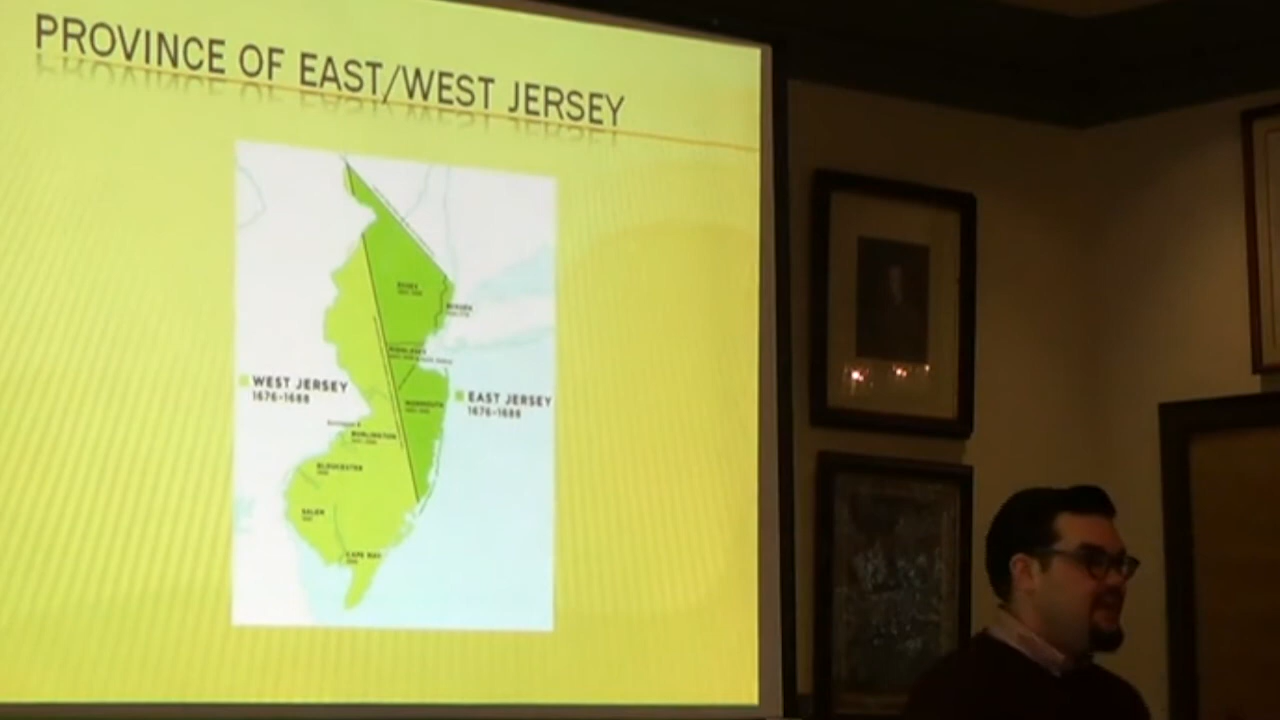 PROVINCE OF EAST/WEST JERSEY
ESSEX
BERGEN
WEST JERSEY
1676-1688
EAST JERSEY
1676-1688
MONMOUTH
BURLINGTON
GLOUCESTER
SALEM
CAPE MAY